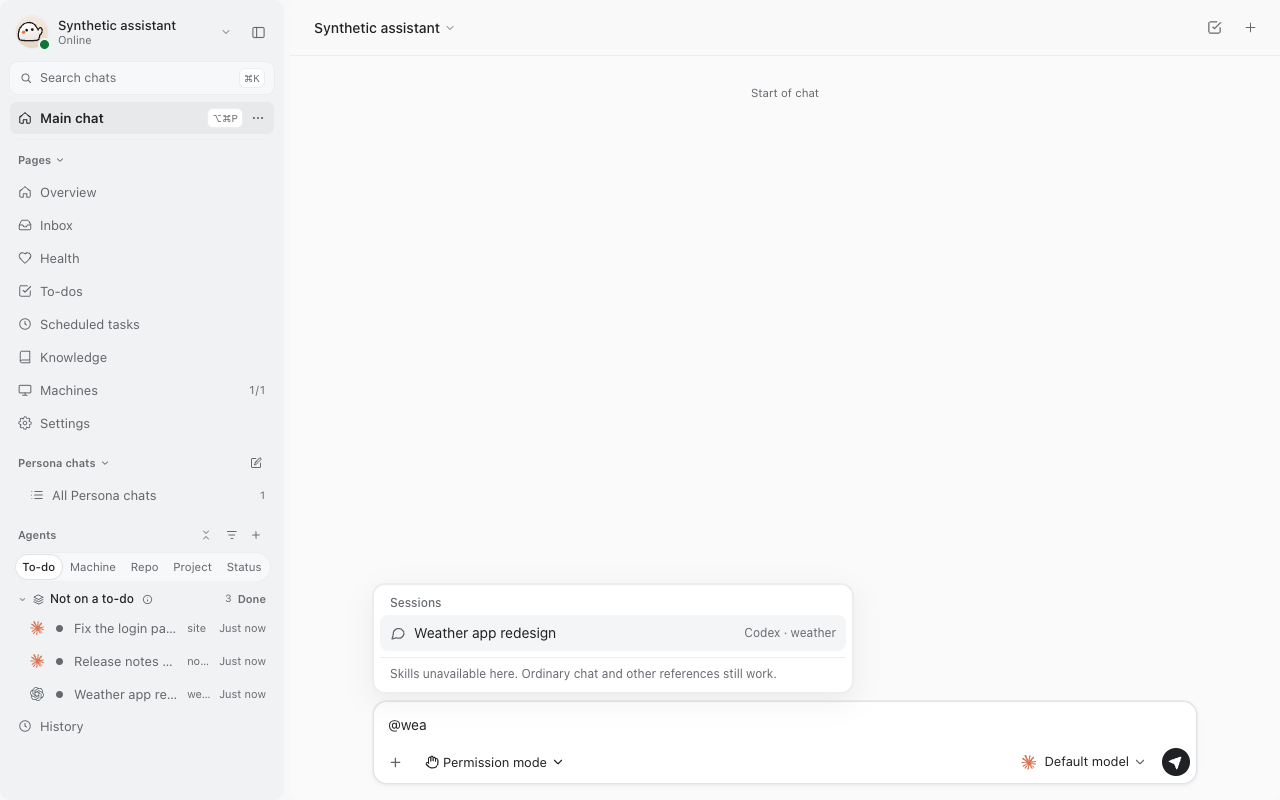 Synthetic assistant
Online
Search chats ⌘K
Main chat ⌥⌘P
Pages
Overview
Inbox
Health
To-dos
Scheduled tasks
Knowledge
Machines 1/1
Settings
Persona chats
All Persona chats 1
Agents
To-do Machine Repo Project Status
Not on a to-do 3 Done
Fix the login pa... site Just now
Release notes ... no... Just now
Weather app re... we... Just now
History
Synthetic assistant
Start of chat
Sessions
Weather app redesign Codex · weather
Skills unavailable here. Ordinary chat and other references still work.
@wea
Permission mode Default model